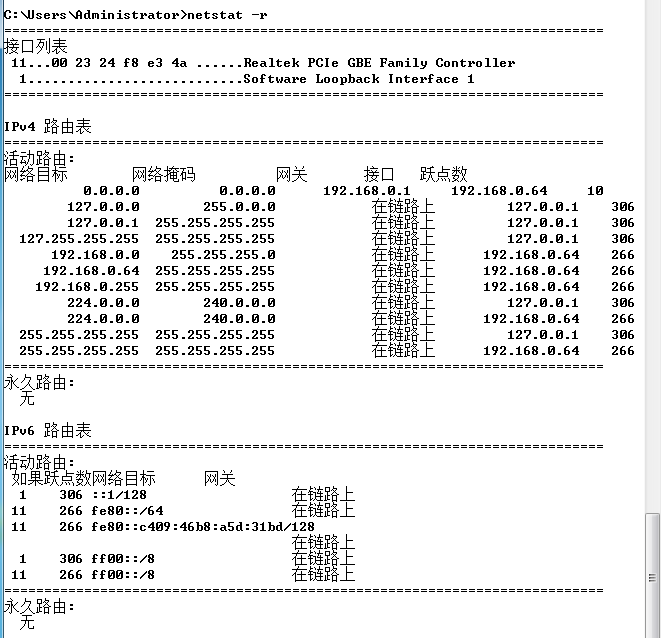 C:\Users\Administrator>netstat -r
===========================================================================
接口列表
 11...00 23 24 f8 e3 4a ......Realtek PCIe GBE Family Controller
  1...........................Software Loopback Interface 1
===========================================================================
IPv4 路由表
===========================================================================
活动路由:
网络目标        网络掩码          网关       接口   跃点数
          0.0.0.0          0.0.0.0      192.168.0.1     192.168.0.64     10
        127.0.0.0        255.0.0.0            在链路上         127.0.0.1    306
        127.0.0.1  255.255.255.255            在链路上         127.0.0.1    306
  127.255.255.255  255.255.255.255            在链路上         127.0.0.1    306
      192.168.0.0    255.255.255.0            在链路上      192.168.0.64    266
     192.168.0.64  255.255.255.255            在链路上      192.168.0.64    266
    192.168.0.255  255.255.255.255            在链路上      192.168.0.64    266
        224.0.0.0        240.0.0.0            在链路上         127.0.0.1    306
        224.0.0.0        240.0.0.0            在链路上      192.168.0.64    266
  255.255.255.255  255.255.255.255            在链路上         127.0.0.1    306
  255.255.255.255  255.255.255.255            在链路上      192.168.0.64    266
===========================================================================
永久路由:
  无
IPv6 路由表
===========================================================================
活动路由:
 如果跃点数网络目标      网关
  1    306 ::1/128                  在链路上
 11    266 fe80::/64                在链路上
 11    266 fe80::c409:46b8:a5d:31bd/128
                                    在链路上
  1    306 ff00::/8                 在链路上
 11    266 ff00::/8                 在链路上
===========================================================================
永久路由:
  无